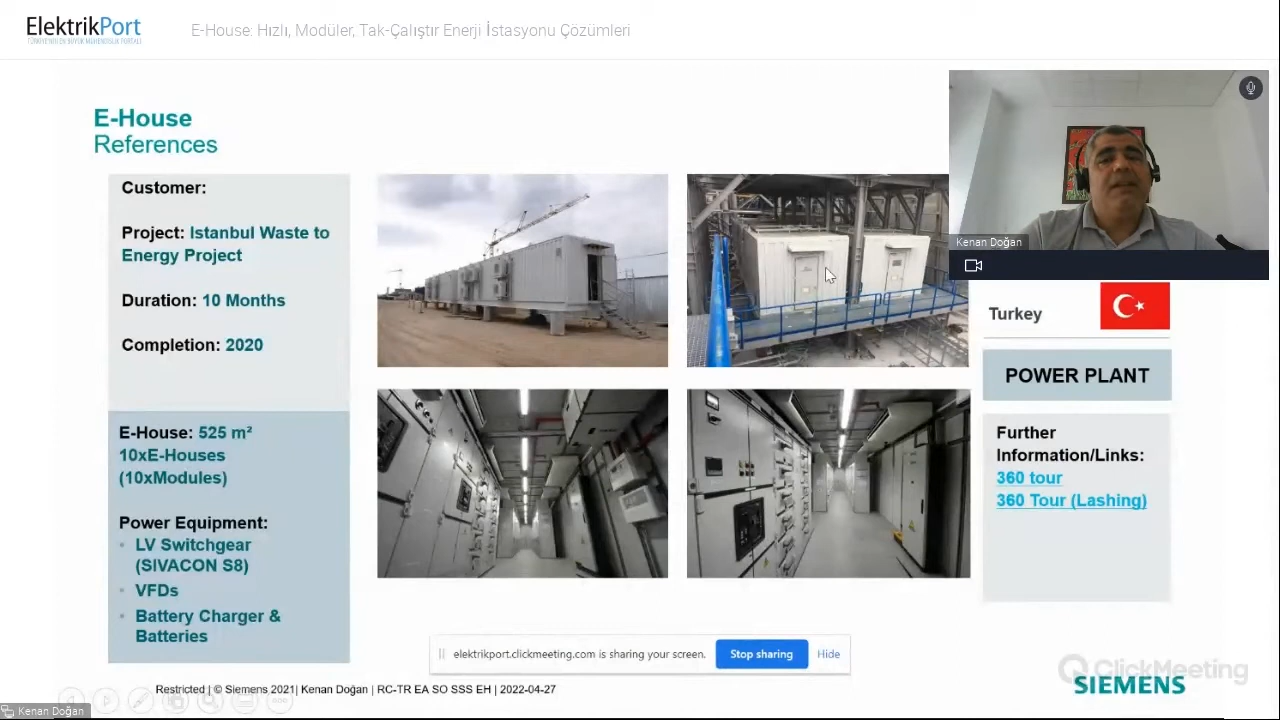 ElektrikPort
E-House: Hızlı, Modüler, Tak-Çalıştır Enerji İstasyonu Çözümleri
E-House
References
Customer:
Project: Istanbul Waste to
Energy Project
Duration: 10 Months
Completion: 2020
E-House: 525 m²
10xE-Houses
(10xModules)
Power Equipment:
• LV Switchgear
(SIVACON S8)
• VFDs
• Battery Charger &
Batteries
Kenan Doğan
Turkey
POWER PLANT
Further
Information/Links:
360 tour
360 Tour (Lashing)
elektrikport.clickmeeting.com is sharing your screen.
Stop sharing
Hide
ClickMeeting
SIEMENS
Restricted | © Siemens 2021| Kenan Doğan | RC-TR EA SO SSS EH | 2022-04-27
Kenan Doğan